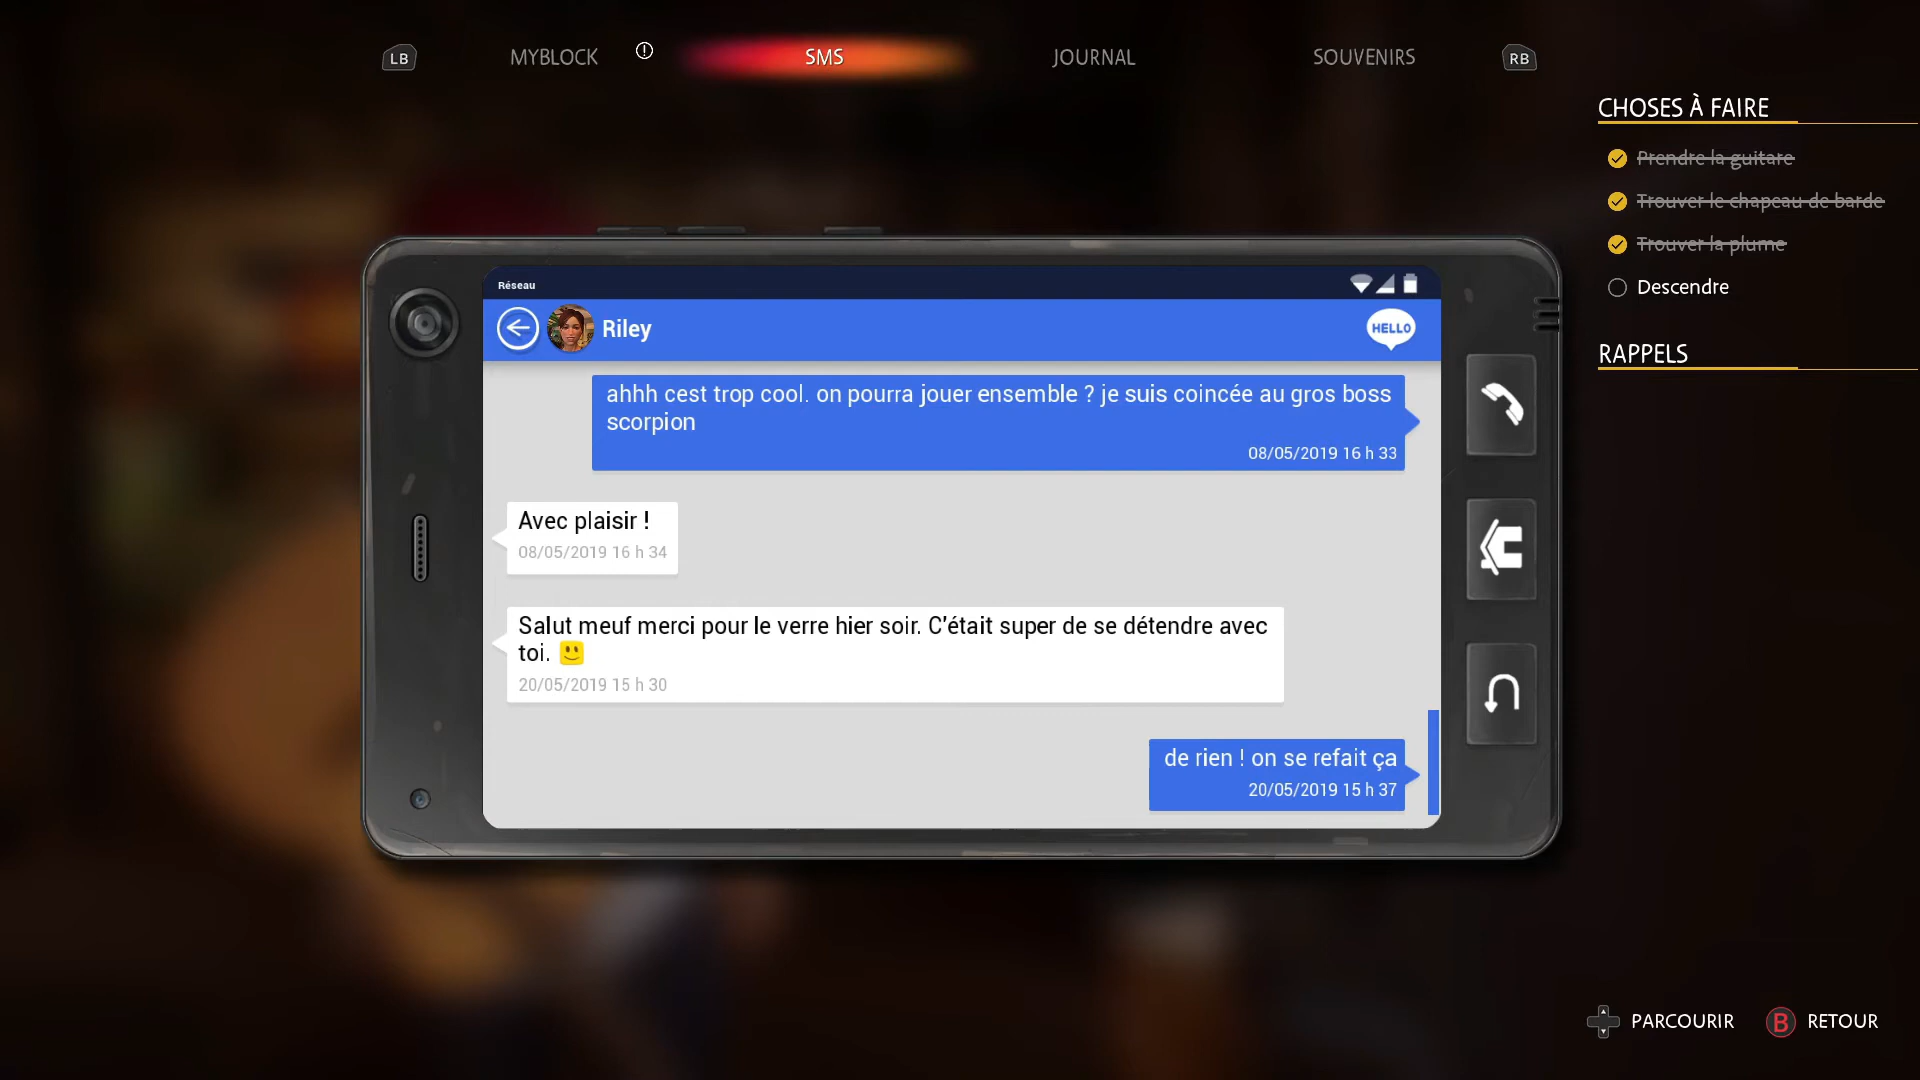 LB
MYBLOCK
SMS
JOURNAL
SOUVENIRS
RB
CHOSES À FAIRE
Prendre la guitare
Trouver le chapeau de barde
Trouver la plume
Descendre
RAPPELS
Réseau
Riley
HELLO
ahhh cest trop cool. on pourra jouer ensemble ? je suis coincée au gros boss
scorpion
08/05/2019 16 h 33
Avec plaisir !
08/05/2019 16 h 34
Salut meuf merci pour le verre hier soir. C'était super de se détendre avec
toi.
20/05/2019 15 h 30
de rien ! on se refait ça
20/05/2019 15 h 37
PARCOURIR
B RETOUR